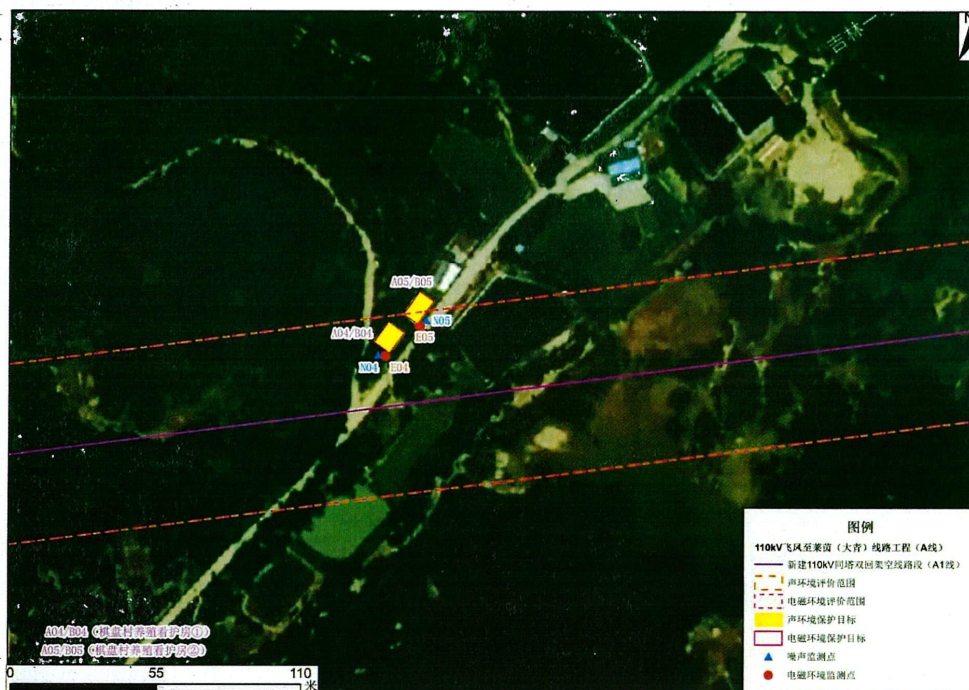 N
吉林一
A05/B05
N05
E05
A04/B04
N04 E04
图例
110kV飞凤至莱茵（大青）线路工程（A线）
新建110kV同塔双回架空线路段（A1线）
声环境评价范围
电磁环境评价范围
声环境保护目标
电磁环境保护目标
噪声监测点
电磁环境监测点
A04/B04（棋盘村养殖看护房①）
A05/B05（棋盘村养殖看护房②）
0 55 110
米